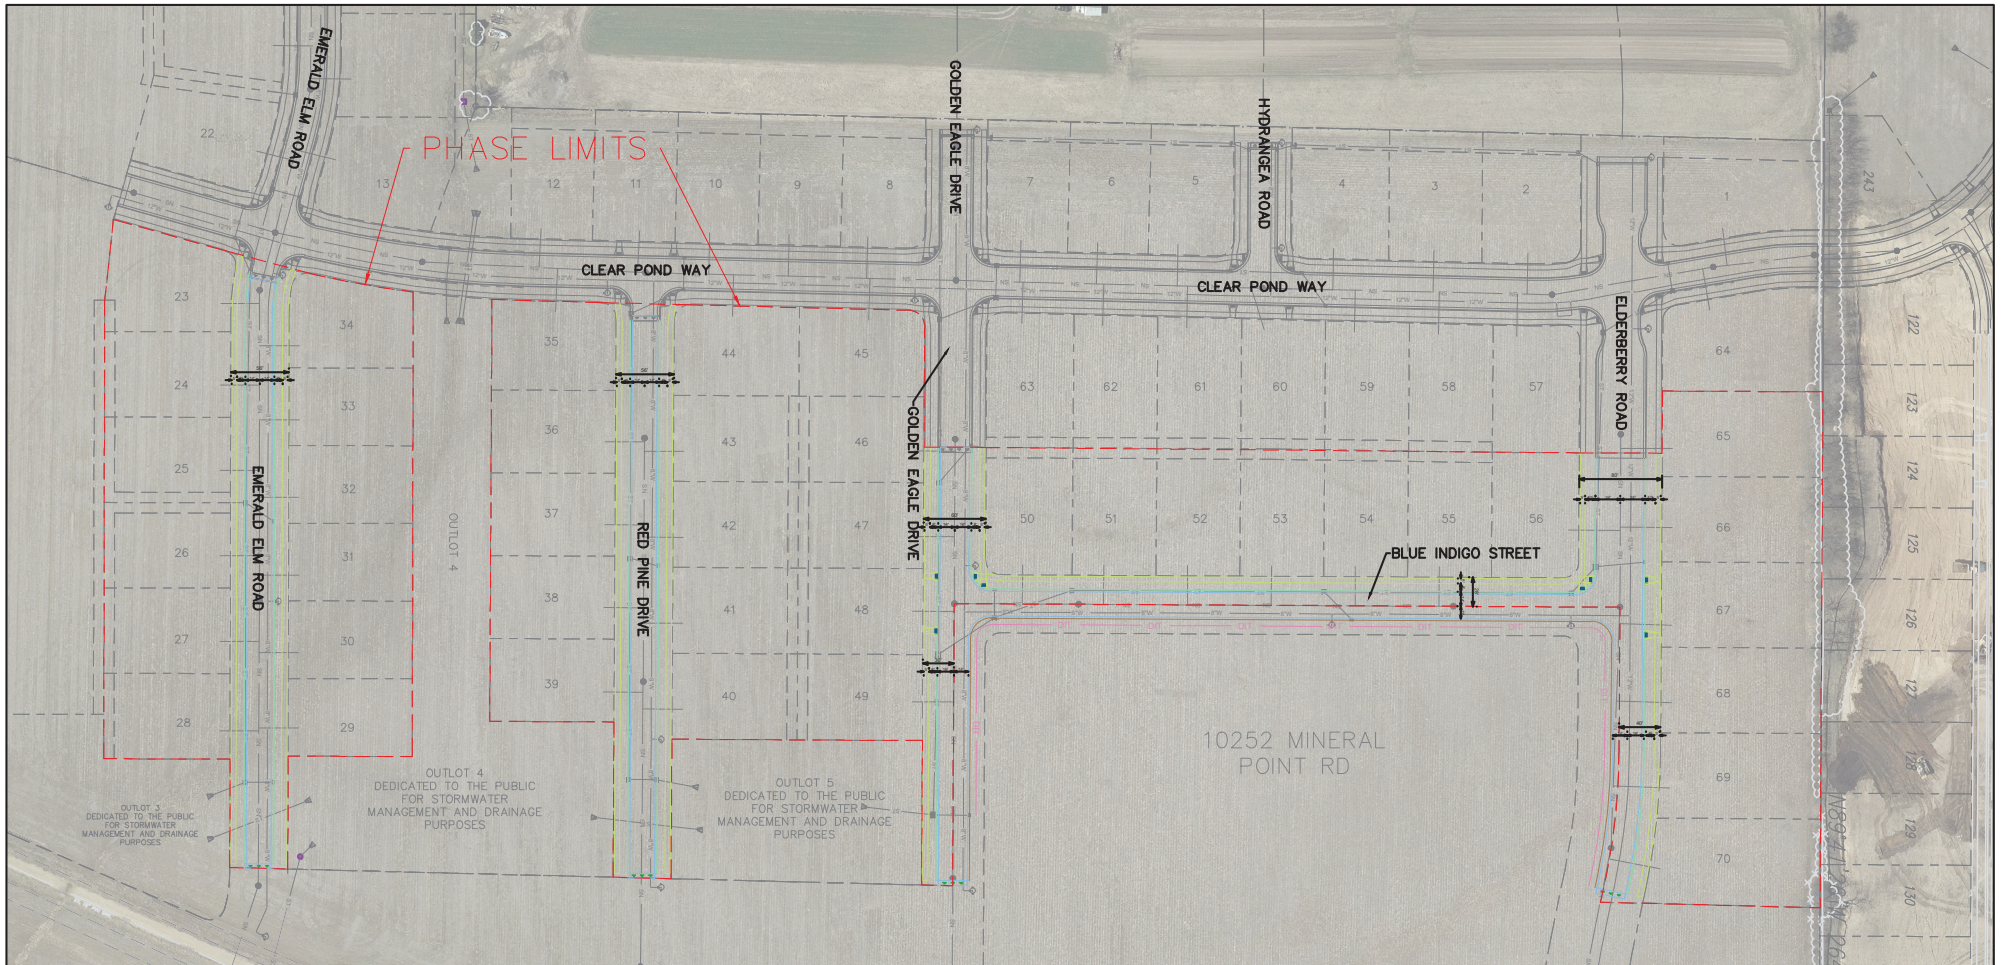 EMERALD ELM ROAD
GOLDEN EAGLE DRIVE
HYDRANGEA ROAD
PHASE LIMITS
22
13
12
11
10
9
8
7
6
5
4
3
2
1
243
CLEAR POND WAY
CLEAR POND WAY
ELDERBERRY ROAD
23
34
35
44
45
63
62
61
60
59
58
57
64
122
24
33
36
43
46
65
123
GOLDEN EAGLE DRIVE
25
32
37
42
47
50
51
52
53
54
55
56
66
124
EMERALD ELM ROAD
OUTLOT 4
RED PINE DRIVE
BLUE INDIGO STREET
26
31
38
41
48
67
125
126
27
30
39
40
49
68
127
28
29
69
128
10252 MINERAL
POINT RD
OUTLOT 3
DEDICATED TO THE PUBLIC
FOR STORMWATER
MANAGEMENT AND DRAINAGE
PURPOSES
OUTLOT 4
DEDICATED TO THE PUBLIC
FOR STORMWATER
MANAGEMENT AND DRAINAGE
PURPOSES
OUTLOT 5
DEDICATED TO THE PUBLIC
FOR STORMWATER
MANAGEMENT AND DRAINAGE
PURPOSES
70
129
130